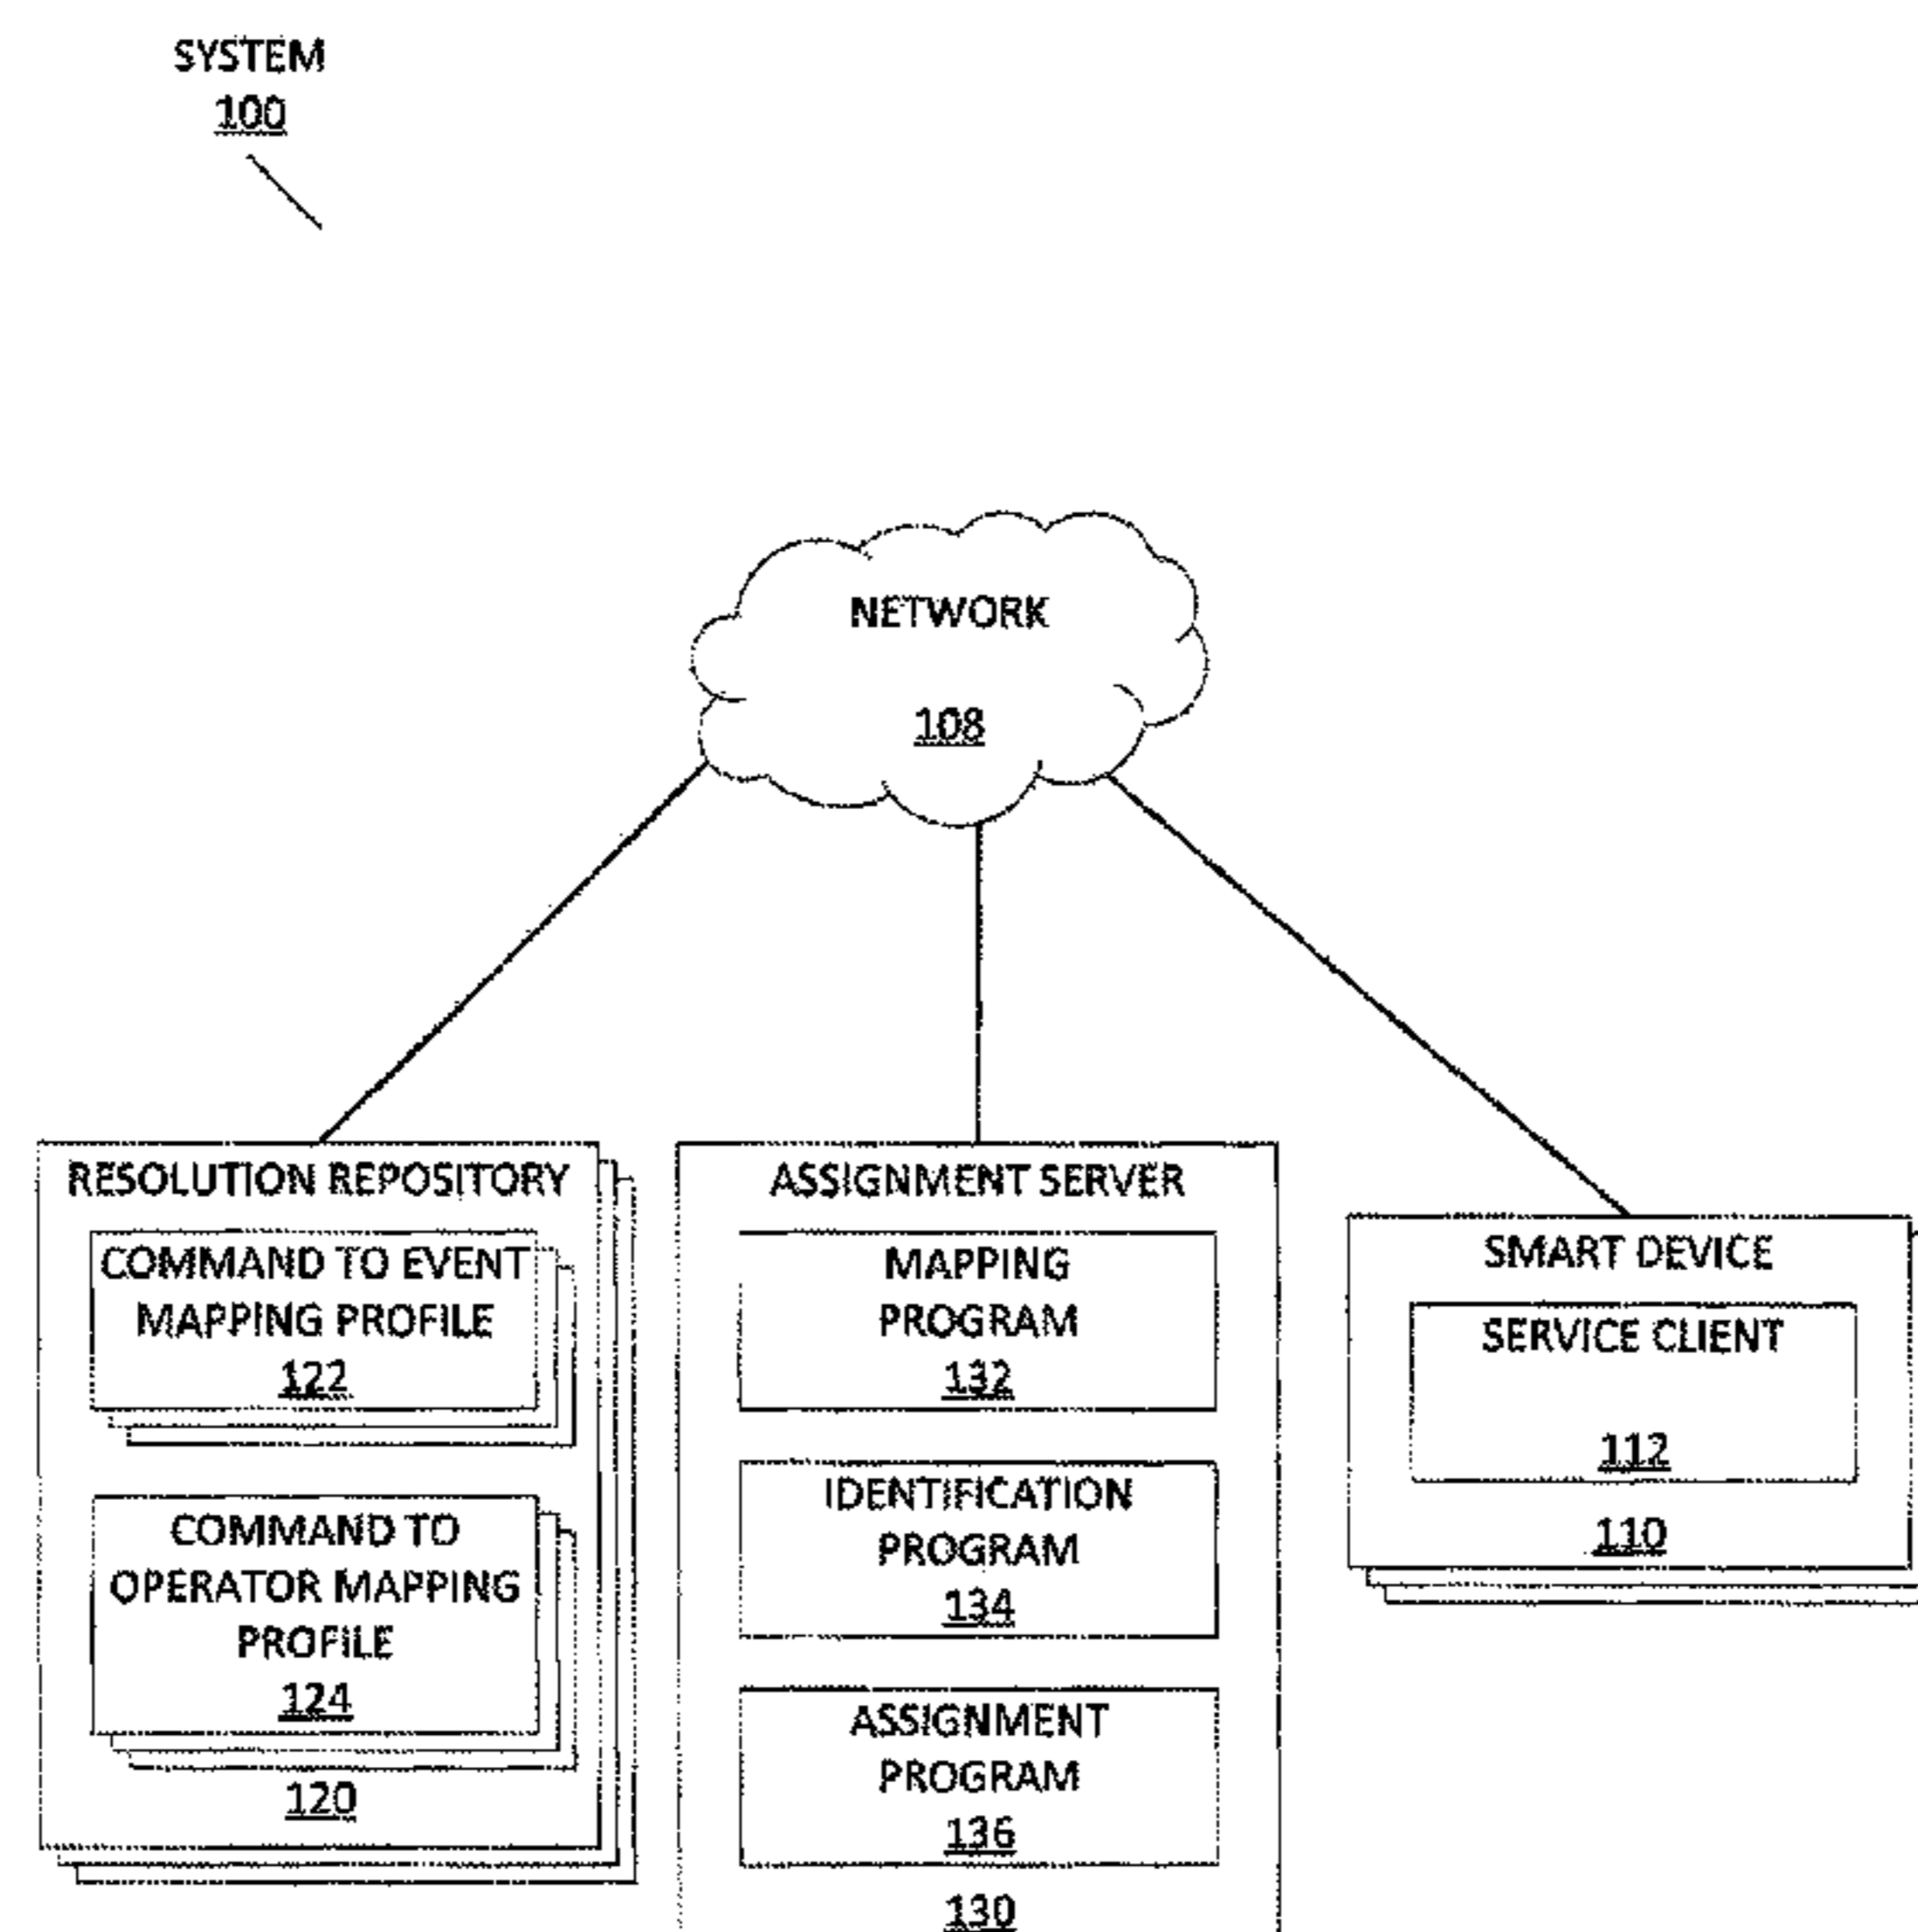 SYSTEM
100
NETWORK
108
RESOLUTION REPOSITORY
COMMAND TO EVENT
MAPPING PROFILE
122
COMMAND TO
OPERATOR MAPPING
PROFILE
124
120
ASSIGNMENT SERVER
MAPPING
PROGRAM
132
IDENTIFICATION
PROGRAM
134
ASSIGNMENT
PROGRAM
136
130
SMART DEVICE
SERVICE CLIENT
112
110